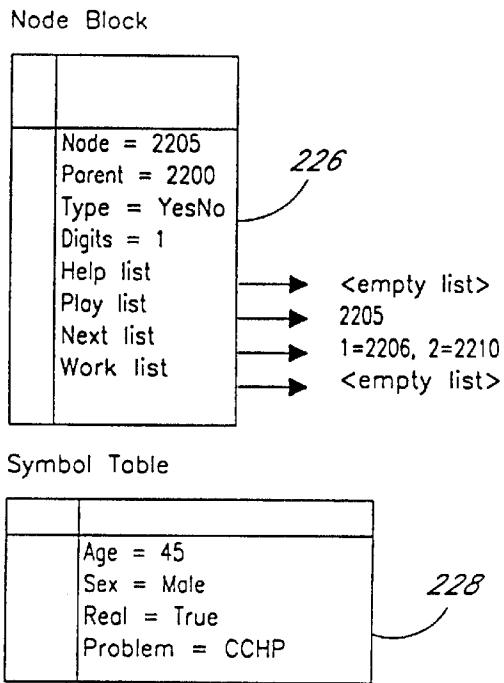 Node Block
Node = 2205
Parent = 2200
Type = YesNo
Digits = 1
Help list
Play list
Next list
Work list
226
<empty list>
2205
1=2206, 2=2210
<empty list>
Symbol Table
Age = 45
Sex = Male
Real = True
Problem = CCHP
228